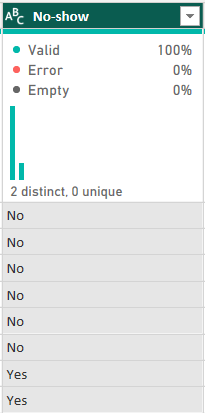 ABC No-show
Valid 100%
Error 0%
Empty 0%
2 distinct, 0 unique
No
No
No
No
No
No
Yes
Yes